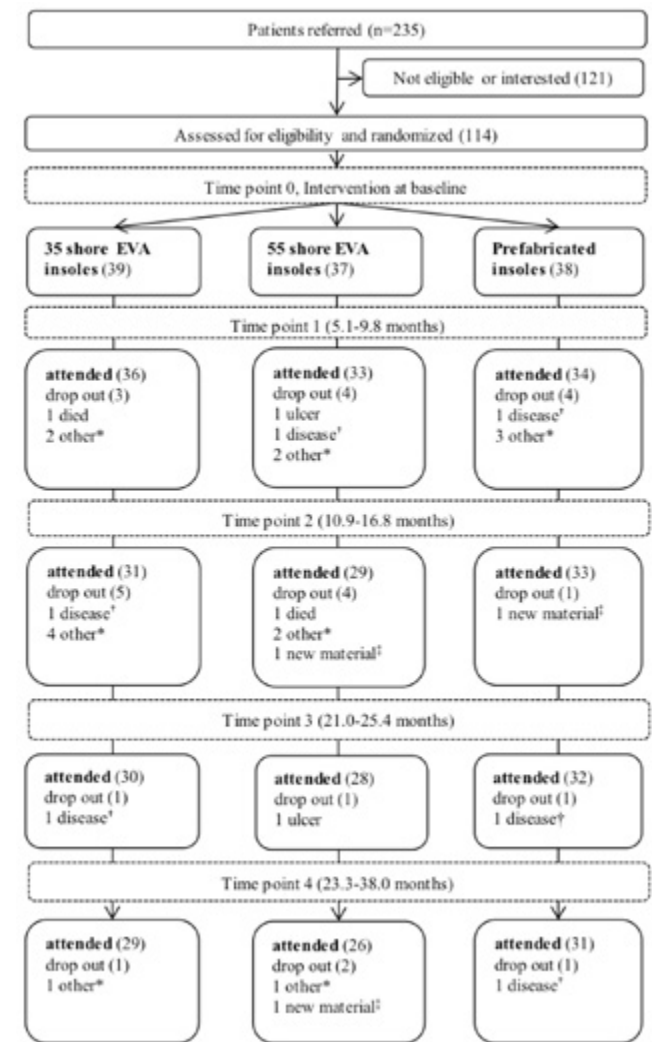 Patients referred (n=235)
Not eligible or interested (121)
Assessed for eligibility and randomized (114)
Time point 0, Intervention at baseline
35 shore EVA
insoles (39)
55 shore EVA
insoles (37)
Prefabricated
insoles (38)
Time point 1 (5.1-9.8 months)
attended (36)
drop out (3)
1 died
2 other*
attended (33)
drop out (4)
1 ulcer
1 disease†
2 other*
attended (34)
drop out (4)
1 disease†
3 other*
Time point 2 (10.9-16.8 months)
attended (31)
drop out (5)
1 disease†
4 other*
attended (29)
drop out (4)
1 died
2 other*
1 new material‡
attended (33)
drop out (1)
1 new material‡
Time point 3 (21.0-25.4 months)
attended (30)
drop out (1)
1 disease†
attended (28)
drop out (1)
1 ulcer
attended (32)
drop out (1)
1 disease†
Time point 4 (23.3-38.0 months)
attended (29)
drop out (1)
1 other*
attended (26)
drop out (2)
1 other*
1 new material‡
attended (31)
drop out (1)
1 disease†